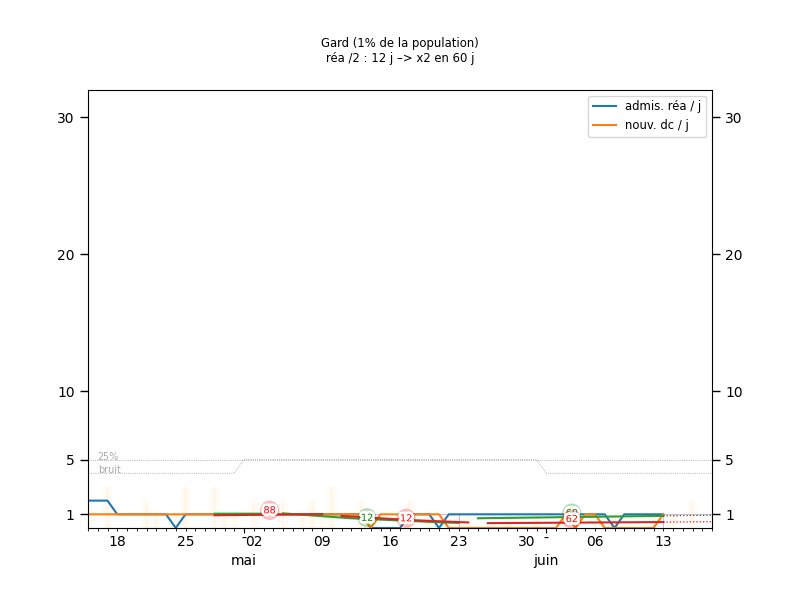 Gard (1% de la population)
réa /2 : 12 j –> x2 en 60 j
admis. réa / j
nouv. dc / j
30 30
20 20
10 10
5 5
25%
bruit
1 1
88 12 12 62
18 25 02 09 16 23 30 06 13
mai juin